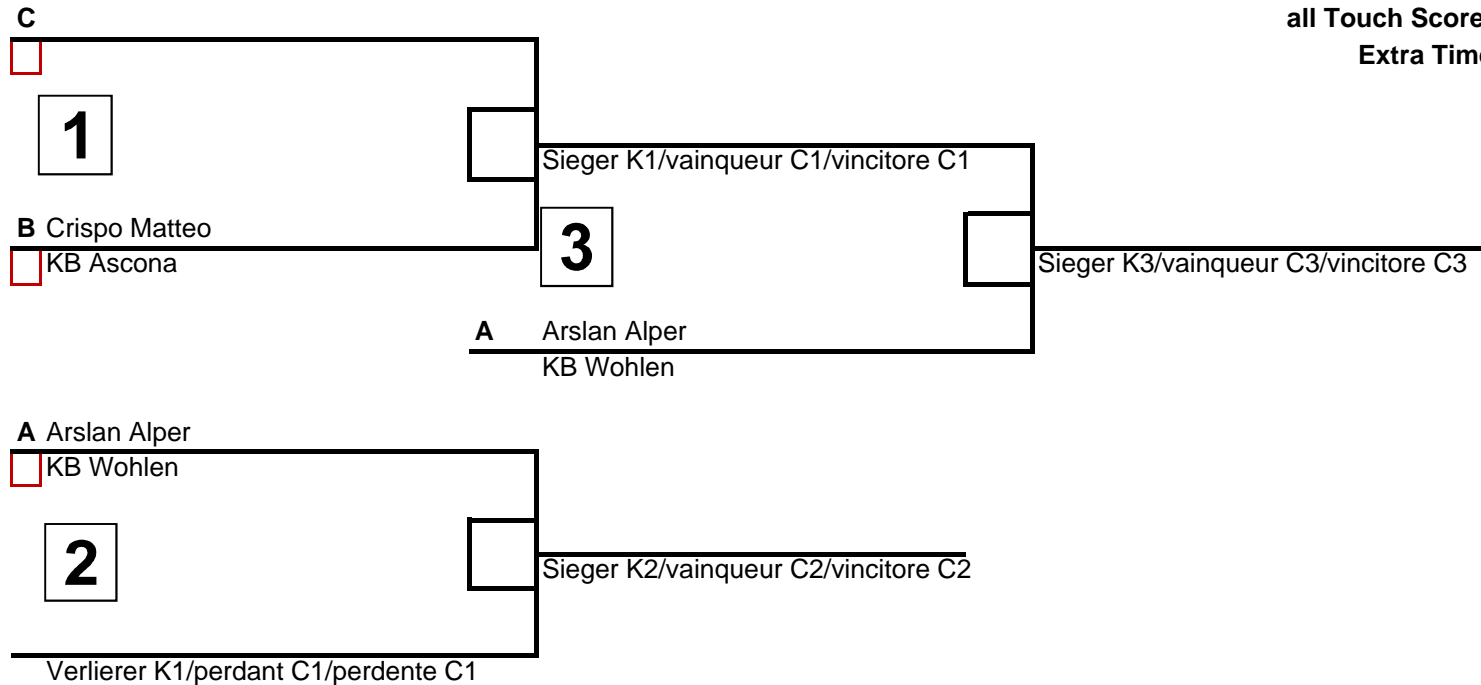 C
all Touch Score
Extra Time
1
Sieger K1/vainqueur C1/vincitore C1
B Crispo Matteo
KB Ascona
3
Sieger K3/vainqueur C3/vincitore C3
A Arslan Alper
KB Wohlen
A Arslan Alper
KB Wohlen
2
Sieger K2/vainqueur C2/vincitore C2
Verlierer K1/perdant C1/perdente C1